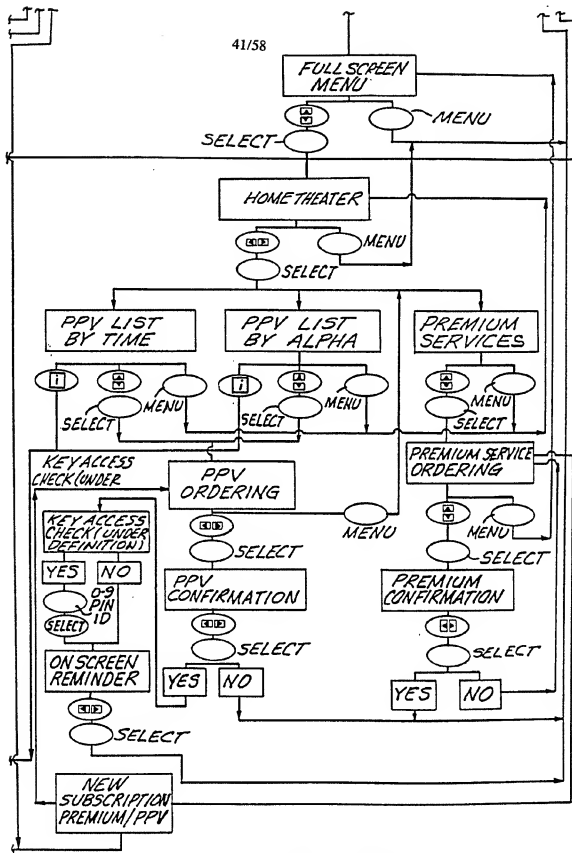 41/58
FULL SCREEN
MENU
MENU
SELECT
HOME THEATER
MENU
SELECT
PPV LIST
BY TIME
PPV LIST
BY ALPHA
PREMIUM
SERVICES
i
i
MENU
MENU
MENU
SELECT
SELECT
SELECT
KEY ACCESS
CHECK (UNDER
PPV
ORDERING
PREMIUM SERVICE
ORDERING
KEY ACCESS
CHECK (UNDER
DEFINITION)
MENU
MENU
YES
NO
SELECT
SELECT
0-9
PIN
ID
SELECT
PPV
CONFIRMATION
PREMIUM
CONFIRMATION
ON SCREEN
REMINDER
SELECT
SELECT
YES
NO
YES
NO
SELECT
NEW
SUBSCRIPTION
PREMIUM/PPV